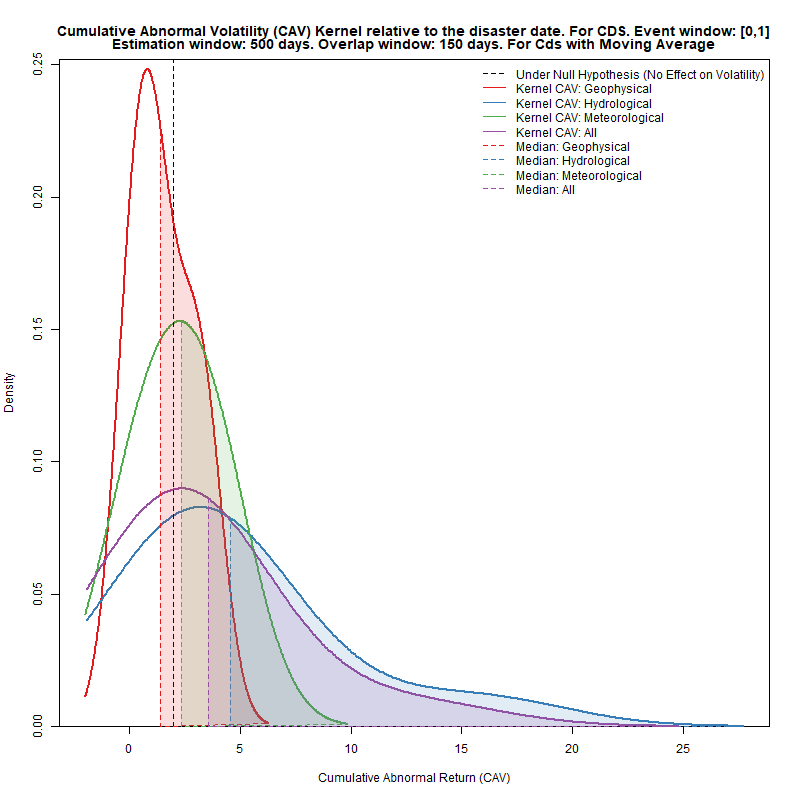 Cumulative Abnormal Volatility (CAV) Kernel relative to the disaster date. For CDS. Event window: [0,1]
Estimation window: 500 days. Overlap window: 150 days. For Cds with Moving Average
Under Null Hypothesis (No Effect on Volatility)
Kernel CAV: Geophysical
Kernel CAV: Hydrological
Kernel CAV: Meteorological
Kernel CAV: All
Median: Geophysical
Median: Hydrological
Median: Meteorological
Median: All
0.25
0.20
0.15
0.10
0.05
0.00
Density
0 5 10 15 20 25
Cumulative Abnormal Return (CAV)